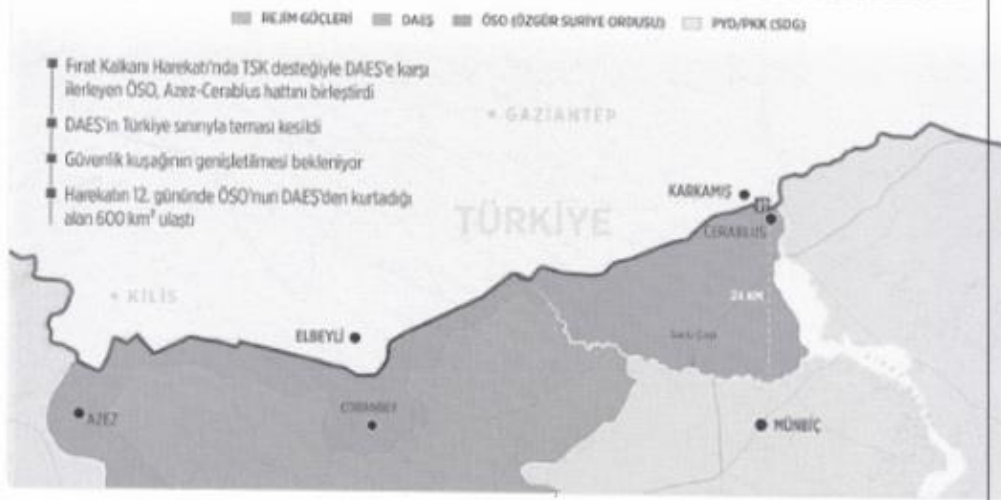 REJİM GÜÇLERİ DAEŞ ÖSO (ÖZGÜR SURİYE ORDUSU) PYD/PKK (SDG)
Fırat Kalkanı Harekatı'nda TSK desteğiyle DAEŞ'e karşı
ilerleyen ÖSO, Azez-Cerablus hattını birleştirdi
DAEŞ'in Türkiye sınırıyla teması kesildi
Güvenlik kuşağının genişletilmesi bekleniyor
Harekatın 12. gününde ÖSO'nun DAEŞ'den kurtadığı
alan 600 km² ulaştı
GAZİANTEP
KARKAMIŞ
TÜRKİYE
CERABLUS
KİLİS
24 KM
ELBEYLİ
AZEZ
MÜNBİÇ